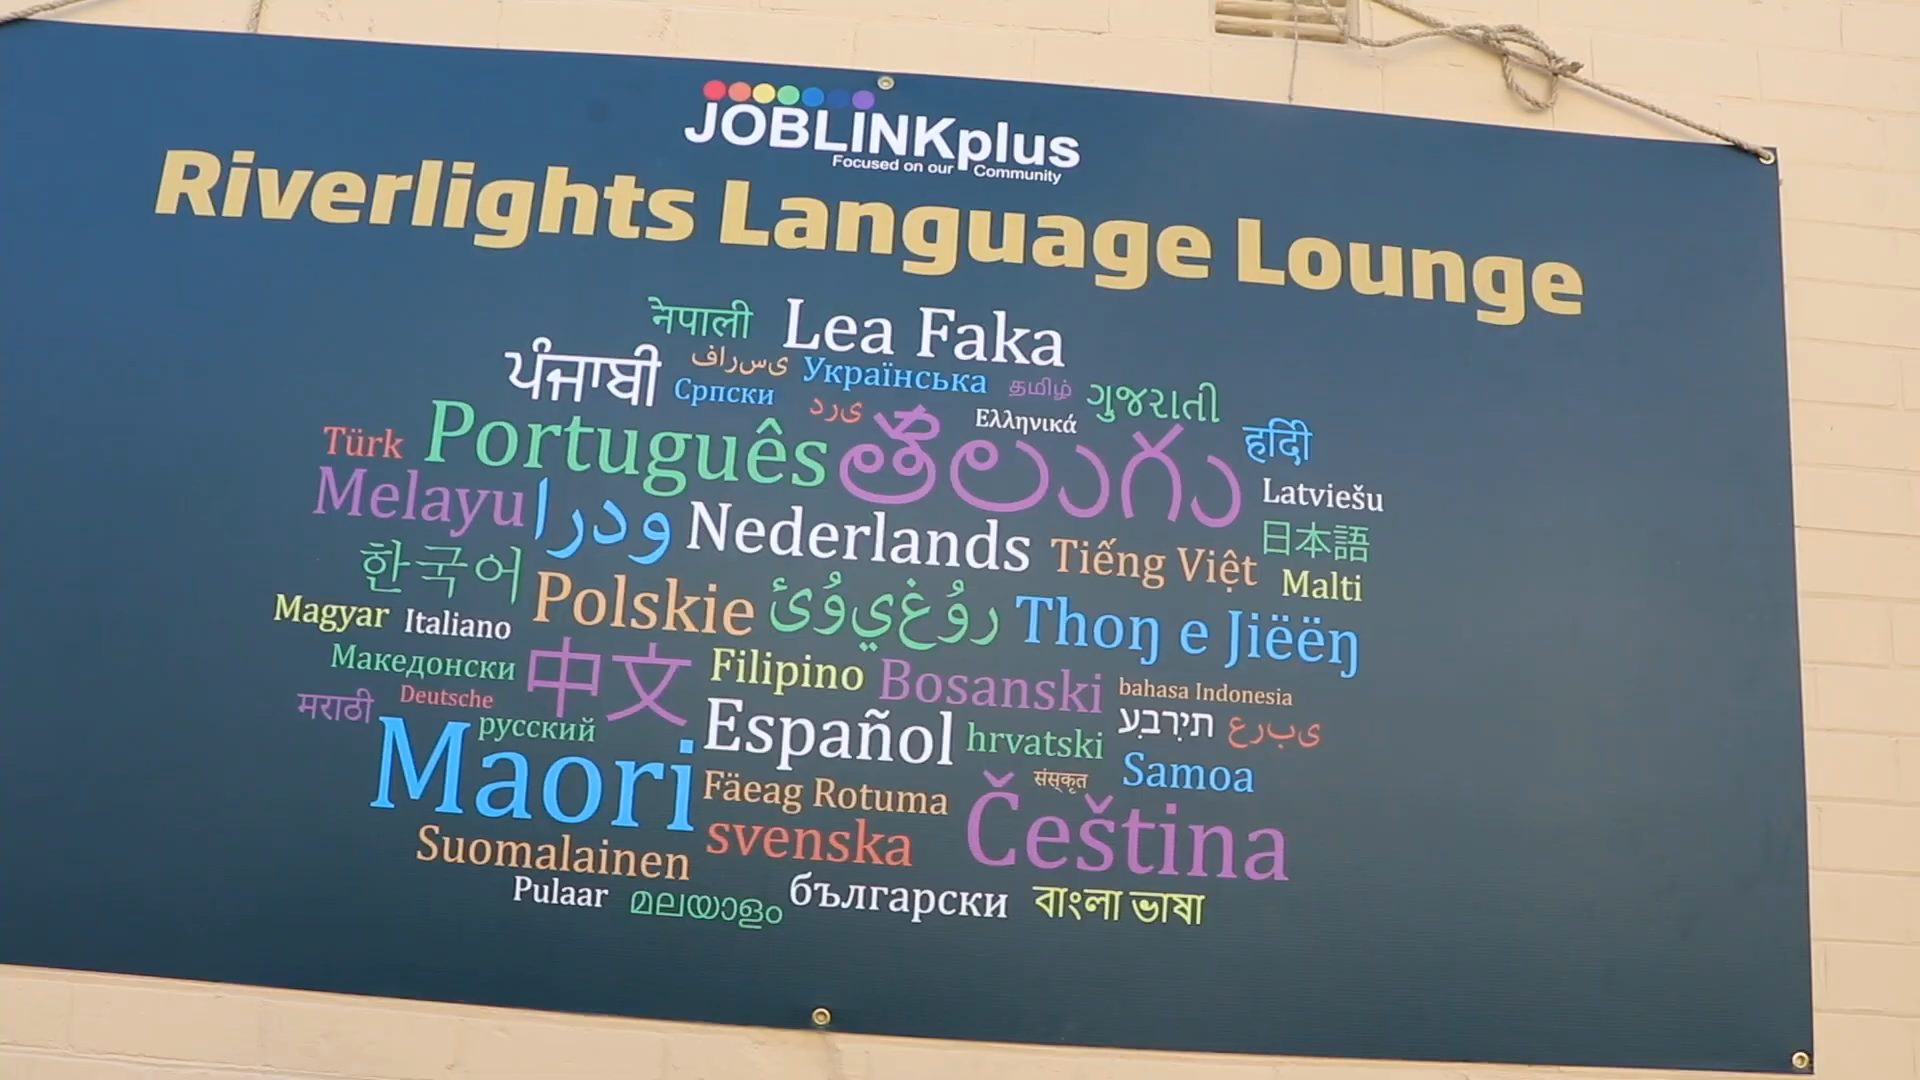 JOBLINKplus
Focused on our Community
Riverlights Language Lounge
नेपाली Lea Faka
ਪੰਜਾਬੀ فارسی Українська தமிழ் ગુજરાતી
Српски دری Ελληνικά हिंदी
Türk Português తెలుగు Latviešu
Melayu اردو Nederlands Tiếng Việt 日本語
한국어 Polskie Thoŋ e Jiëëŋ Malti
Magyar Italiano
Македонски 中文 Filipino Bosanski bahasa Indonesia
मराठी Deutsche русский Español hrvatski עִבְרִית عربی
Maori Fäeag Rotuma संस्कृत Samoa
Suomalainen svenska Čeština
Pulaar മലയാളം български বাংলা ভাষা